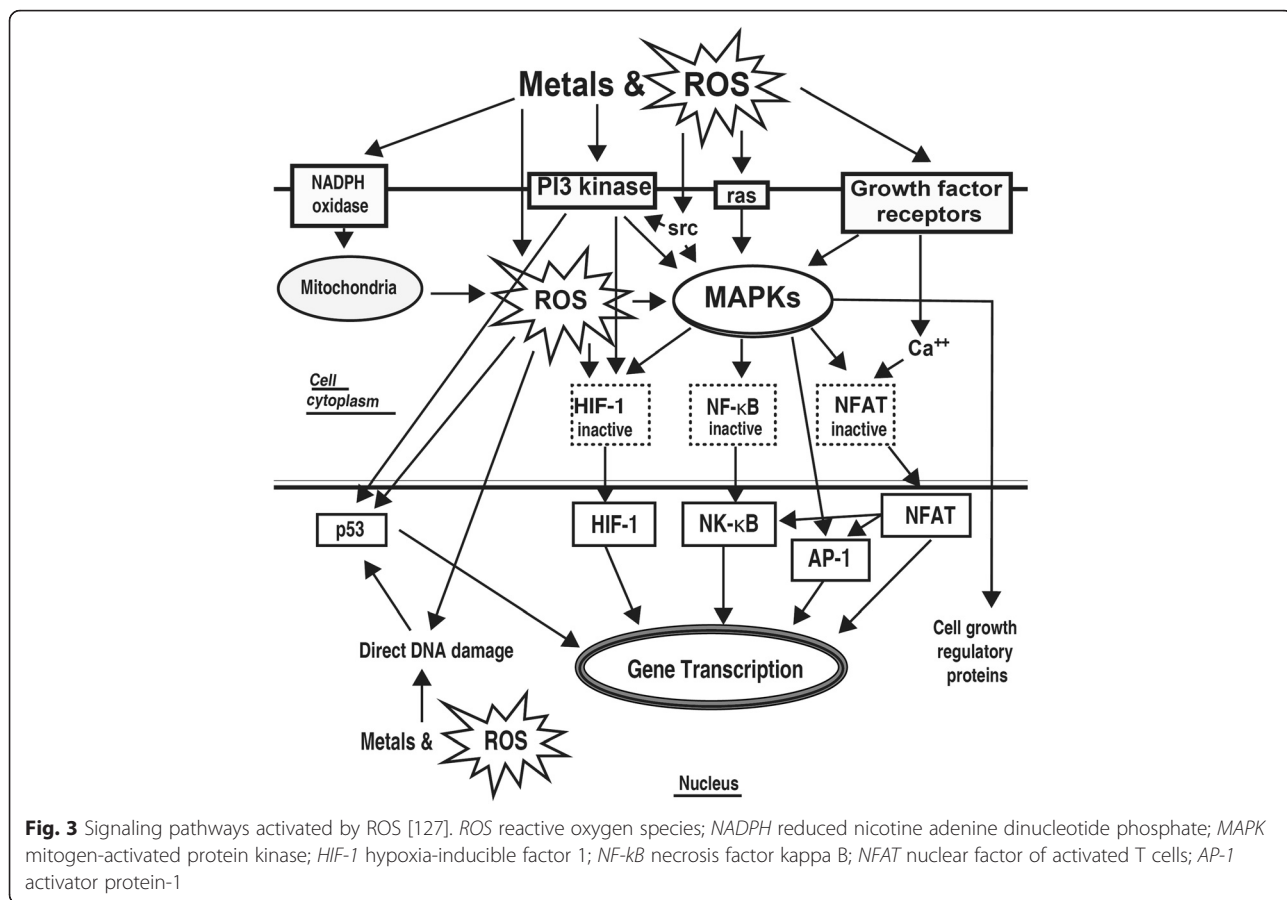 Metals & ROS
NADPH
oxidase
PI3 kinase
ras
Growth factor
receptors
src
Mitochondria
ROS
MAPKs
Ca++
Cell
cytoplasm
HIF-1
inactive
NF-κB
inactive
NFAT
inactive
p53
HIF-1
NK-κB
NFAT
AP-1
Direct DNA damage
Gene Transcription
Cell growth
regulatory
proteins
Metals & ROS
Nucleus
Fig. 3 Signaling pathways activated by ROS [127]. ROS reactive oxygen species; NADPH reduced nicotine adenine dinucleotide phosphate; MAPK
mitogen-activated protein kinase; HIF-1 hypoxia-inducible factor 1; NF-kB necrosis factor kappa B; NFAT nuclear factor of activated T cells; AP-1
activator protein-1